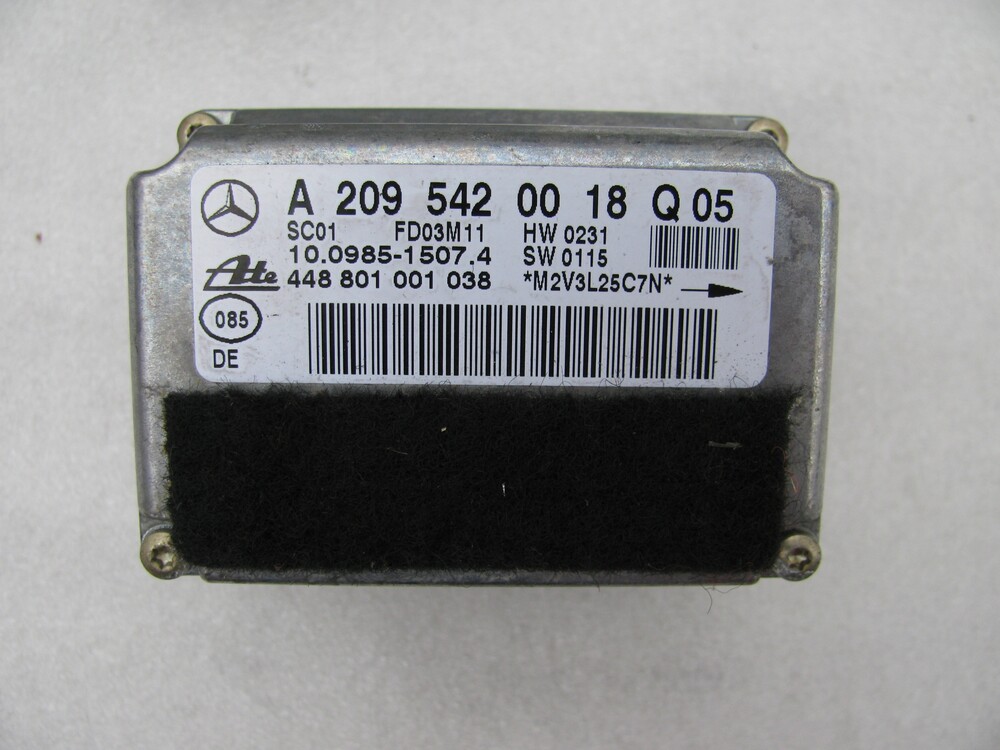 A 209 542 00 18 Q 05
SC01 FD03M11 HW 0231
10.0985-1507.4 SW 0115
Ate 448 801 001 038 *M2V3L25C7N*
085
DE